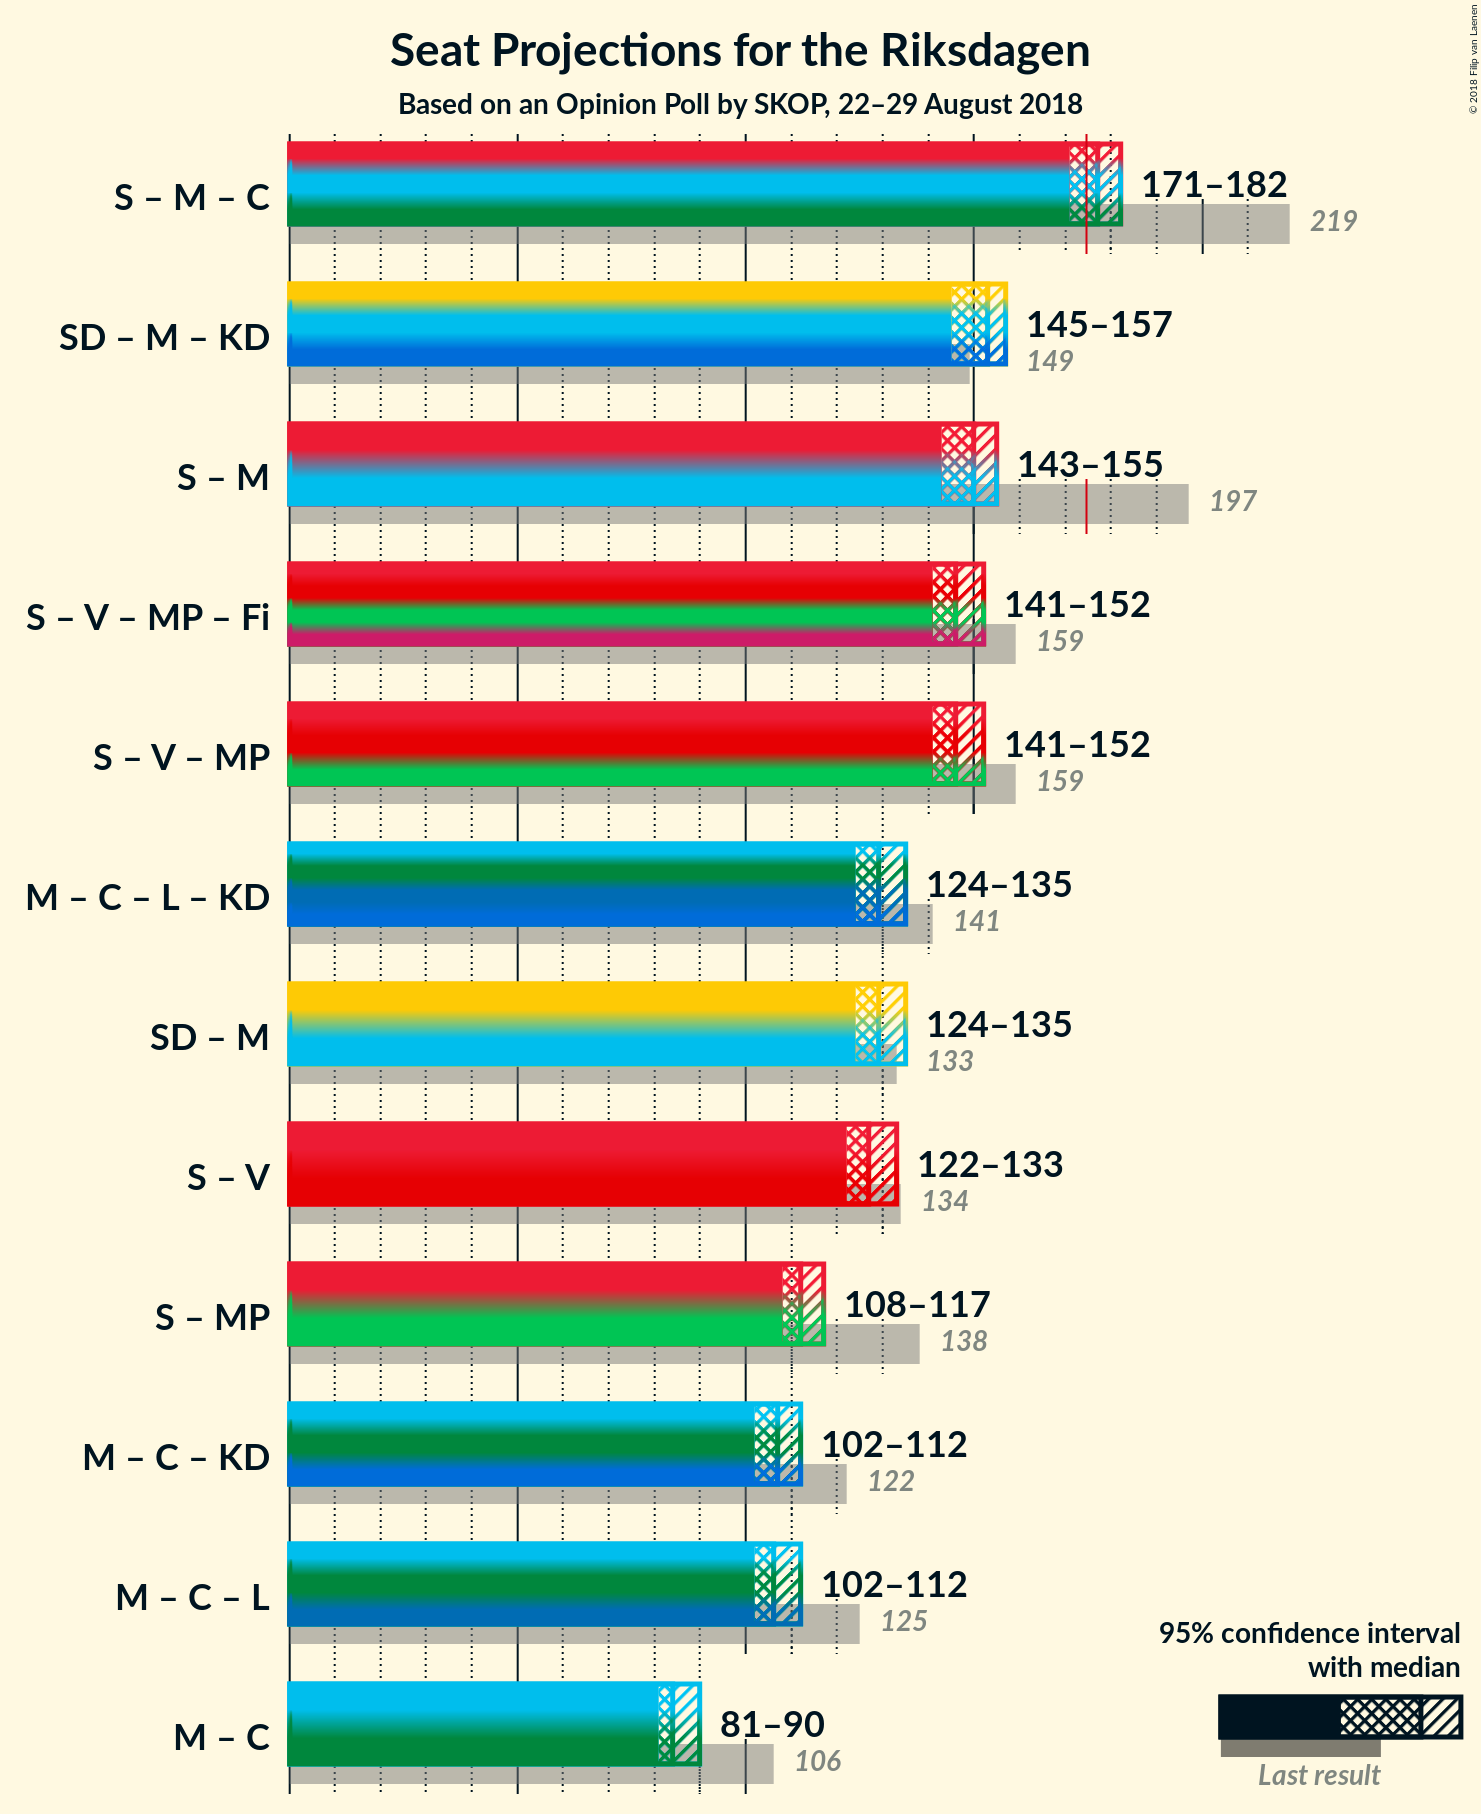 Seat Projections for the Riksdagen
Based on an Opinion Poll by SKOP, 22–29 August 2018
© 2018 Filip van Laenen
S – M – C
171–182
219
SD – M – KD
145–157
149
S – M
143–155
197
S – V – MP – Fi
141–152
159
S – V – MP
141–152
159
M – C – L – KD
124–135
141
SD – M
124–135
133
S – V
122–133
134
S – MP
108–117
138
M – C – KD
102–112
122
M – C – L
102–112
125
M – C
81–90
106
95% confidence interval
with median
Last result